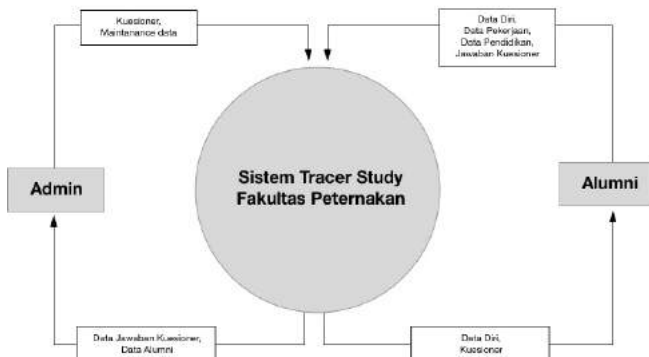 Kuesioner,
Maintanance data
Data Diri,
Data Pekerjaan,
Data Pendidikan,
Jawaban Kuesioner
Sistem Tracer Study
Fakultas Peternakan
Admin
Alumni
Data Jawaban Kuesioner,
Data Alumni
Data Diri,
Kuesioner